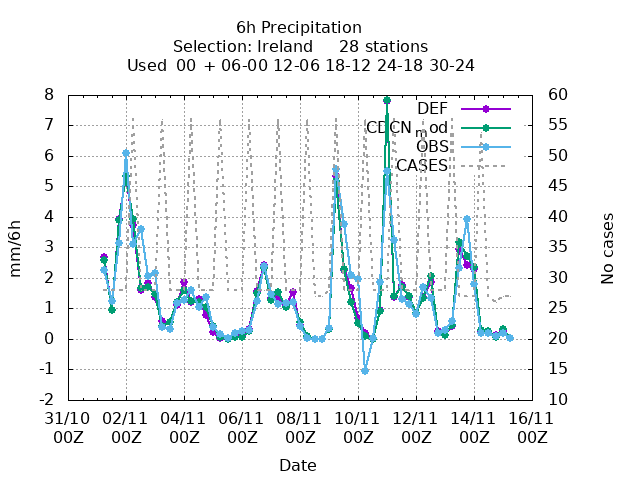 6h Precipitation
Selection: Ireland     28 stations
Used  00 + 06-00 12-06 18-12 24-18 30-24
mm/6h
8
7
6
5
4
3
2
1
0
-1
-2
DEF
CDCN_mod
OBS
CASES
60
55
50
45
40
35
30
25
20
15
10
No cases
31/10 02/11 04/11 06/11 08/11 10/11 12/11 14/11 16/11
00Z 00Z 00Z 00Z 00Z 00Z 00Z 00Z 00Z
Date